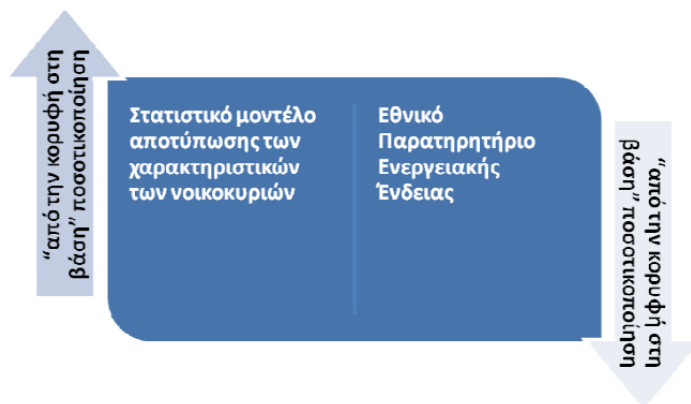 “από την κορυφή στη
βάση” ποσοτικοποίηση
Στατιστικό μοντέλο
αποτύπωσης των
χαρακτηριστικών
των νοικοκυριών
Εθνικό
Παρατηρητήριο
Ενεργειακής
Ένδειας
“από την κορυφή στη
βάση” ποσοτικοποίηση